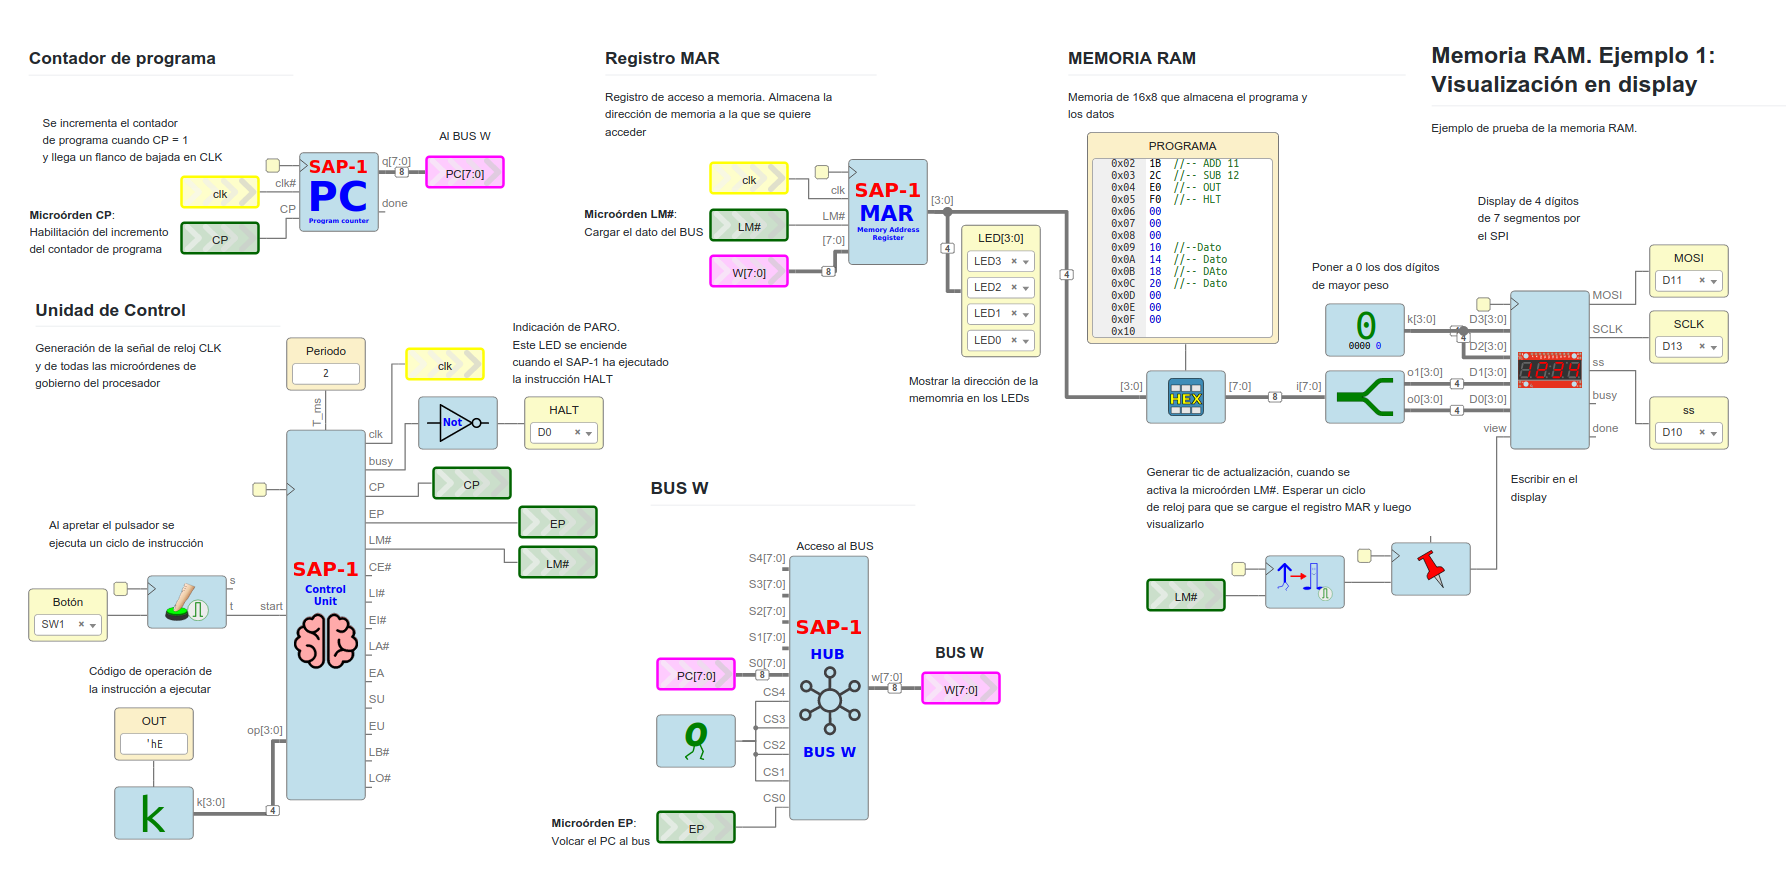 Contador de programa
Se incrementa el contador
de programa cuando CP = 1
y llega un flanco de bajada en CLK
Al BUS W
q[7:0]
8
PC[7:0]
clk
clk#
SAP-1
PC
Program counter
CP
done
Microórden CP:
Habilitación del incremento
del contador de programa
CP
Registro MAR
Registro de acceso a memoria. Almacena la
dirección de memoria a la que se quiere
acceder
clk
clk
SAP-1
MAR
Memory Address
Register
[3:0]
Microórden LM#:
Cargar el dato del BUS
LM#
LM#
[7:0]
W[7:0]
8
4
LED[3:0]
LED3 × ▾
LED2 × ▾
LED1 × ▾
LED0 × ▾
4
Mostrar la dirección de la
memomria en los LEDs
MEMORIA RAM
Memoria de 16x8 que almacena el programa y
los datos
PROGRAMA
0x02 1B //-- ADD 11
0x03 2C //-- SUB 12
0x04 E0 //-- OUT
0x05 F0 //-- HLT
0x06 00
0x07 00
0x08 00
0x09 10 //--Dato
0x0A 14 //-- Dato
0x0B 18 //-- DAto
0x0C 20 //-- Dato
0x0D 00
0x0E 00
0x0F 00
0x10
[3:0]
HEX
[7:0]
8
i[7:0]
Memoria RAM. Ejemplo 1:
Visualización en display
Ejemplo de prueba de la memoria RAM.
Display de 4 dígitos
de 7 segmentos por
el SPI
Poner a 0 los dos dígitos
de mayor peso
0
0000 0
k[3:0]
4
D3[3:0]
D2[3:0]
o1[3:0]
4
D1[3:0]
o0[3:0]
4
D0[3:0]
view
MOSI
SCLK
ss
busy
done
MOSI
D11 × ▾
SCLK
D13 × ▾
ss
D10 × ▾
Escribir en el
display
Generar tic de actualización, cuando se
activa la microórden LM#. Esperar un ciclo
de reloj para que se cargue el registro MAR y luego
visualizarlo
LM#
Unidad de Control
Generación de la señal de reloj CLK
y de todas las microórdenes de
gobierno del procesador
Periodo
2
T_ms
clk
Indicación de PARO.
Este LED se enciende
cuando el SAP-1 ha ejecutado
la instrucción HALT
Not
HALT
D0 × ▾
clk
busy
CP
EP
LM#
CE#
LI#
EI#
LA#
EA
SU
EU
LB#
LO#
CP
EP
LM#
SAP-1
Control
Unit
Al apretar el pulsador se
ejecuta un ciclo de instrucción
Botón
SW1 × ▾
s
t
start
Código de operación de
la instrucción a ejecutar
OUT
'hE
k
k[3:0]
4
op[3:0]
BUS W
Acceso al BUS
S4[7:0]
S3[7:0]
S2[7:0]
S1[7:0]
S0[7:0]
PC[7:0]
8
CS4
CS3
CS2
CS1
CS0
SAP-1
HUB
BUS W
0
BUS W
w[7:0]
8
W[7:0]
Microórden EP:
Volcar el PC al bus
EP